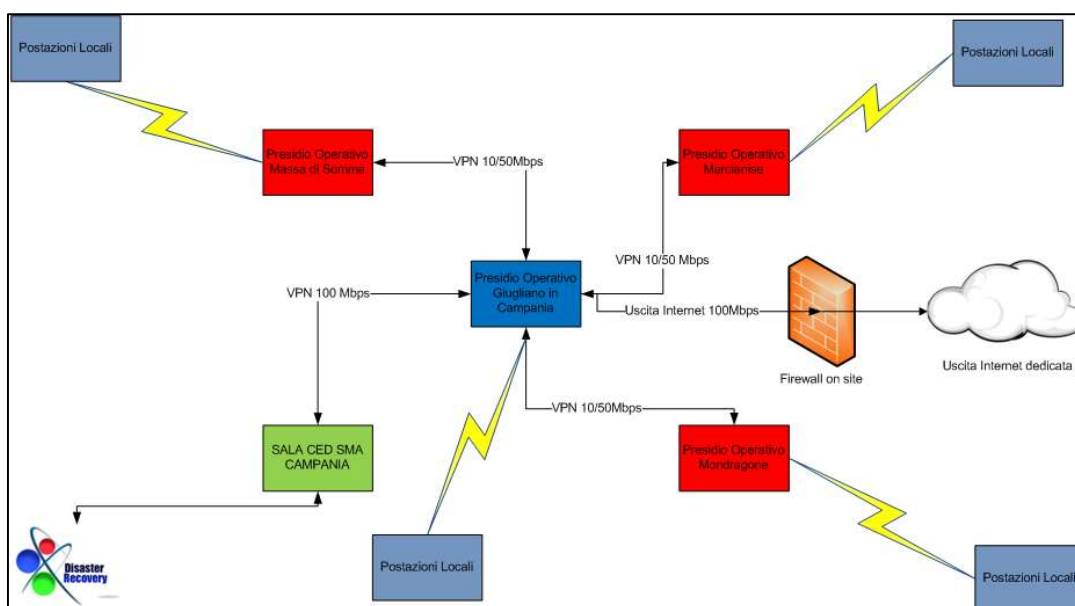 Postazioni Locali
Postazioni Locali
Presidio Operativo
Massa di Somma
VPN 10/50Mbps
Presidio Operativo
Marcianise
VPN 10/50 Mbps
Presidio Operativo
Giugliano in
Campania
VPN 100 Mbps
Uscita Internet 100Mbps
Firewall on site
Uscita Internet dedicata
VPN 10/50Mbps
SALA CED SMA
CAMPANIA
Presidio Operativo
Mondragone
Disaster
Recovery
Postazioni Locali
Postazioni Locali